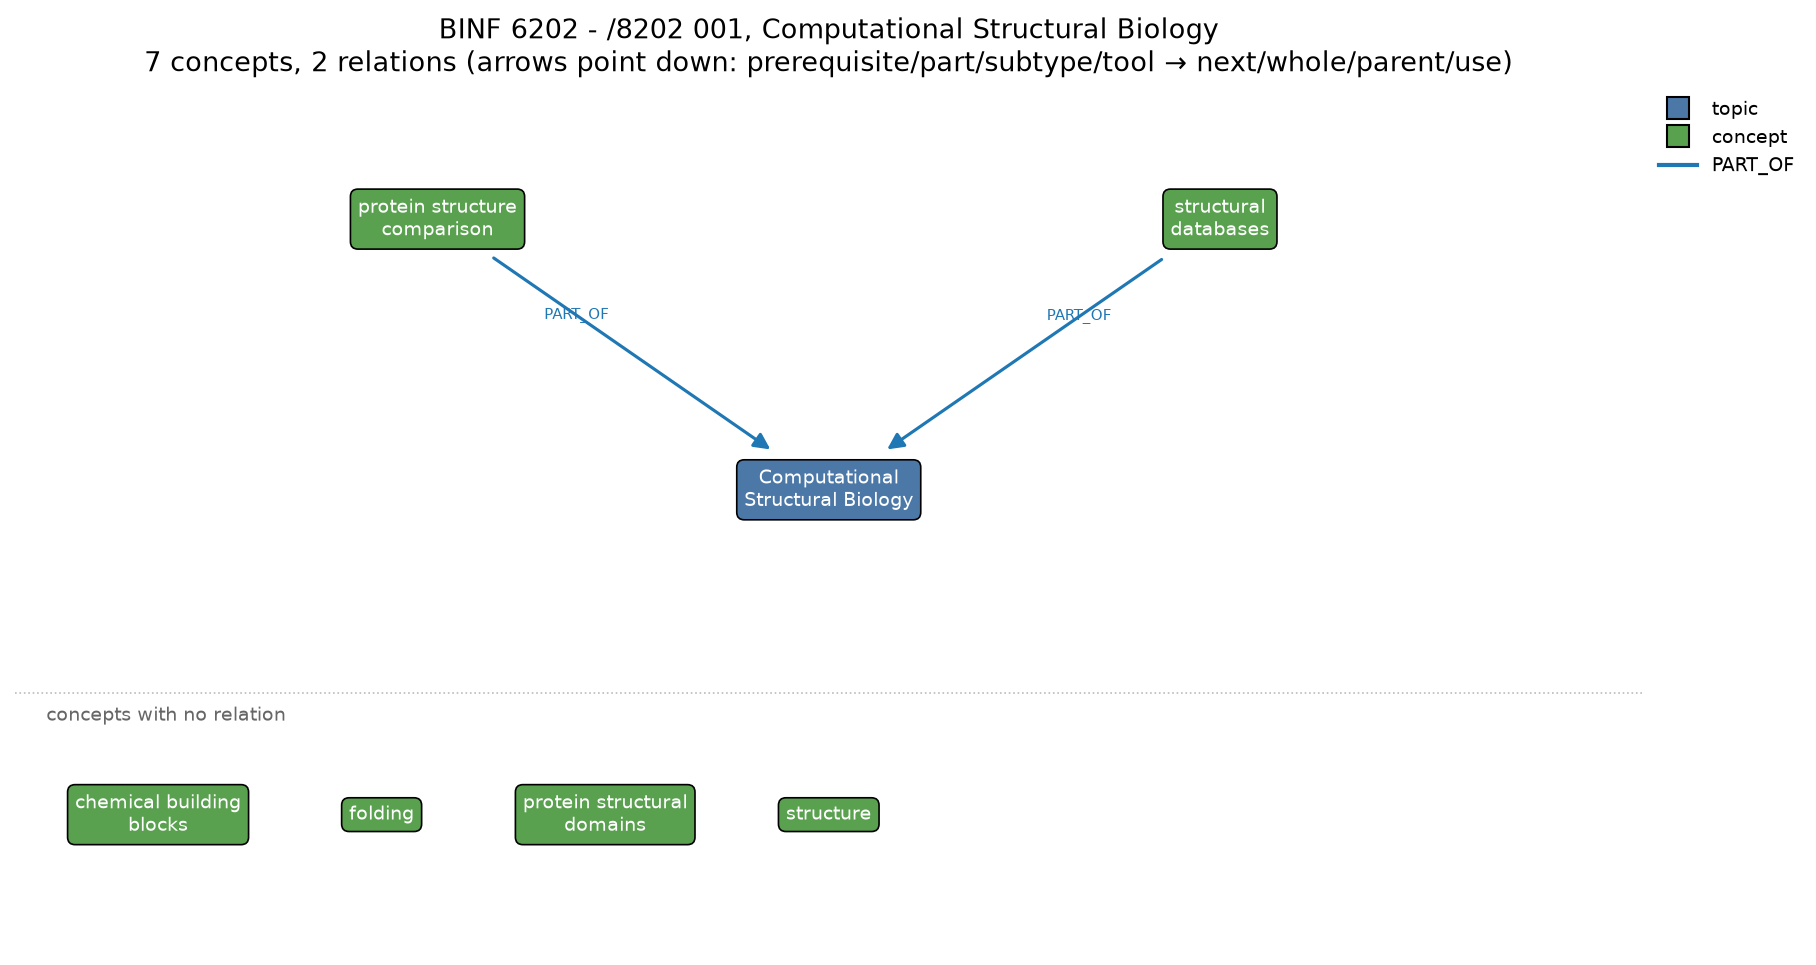 BINF 6202 - /8202 001, Computational Structural Biology
7 concepts, 2 relations (arrows point down: prerequisite/part/subtype/tool → next/whole/parent/use)
topic
concept
PART_OF
protein structure
comparison
structural
databases
PART_OF
PART_OF
Computational
Structural Biology
concepts with no relation
chemical building
blocks
folding
protein structural
domains
structure